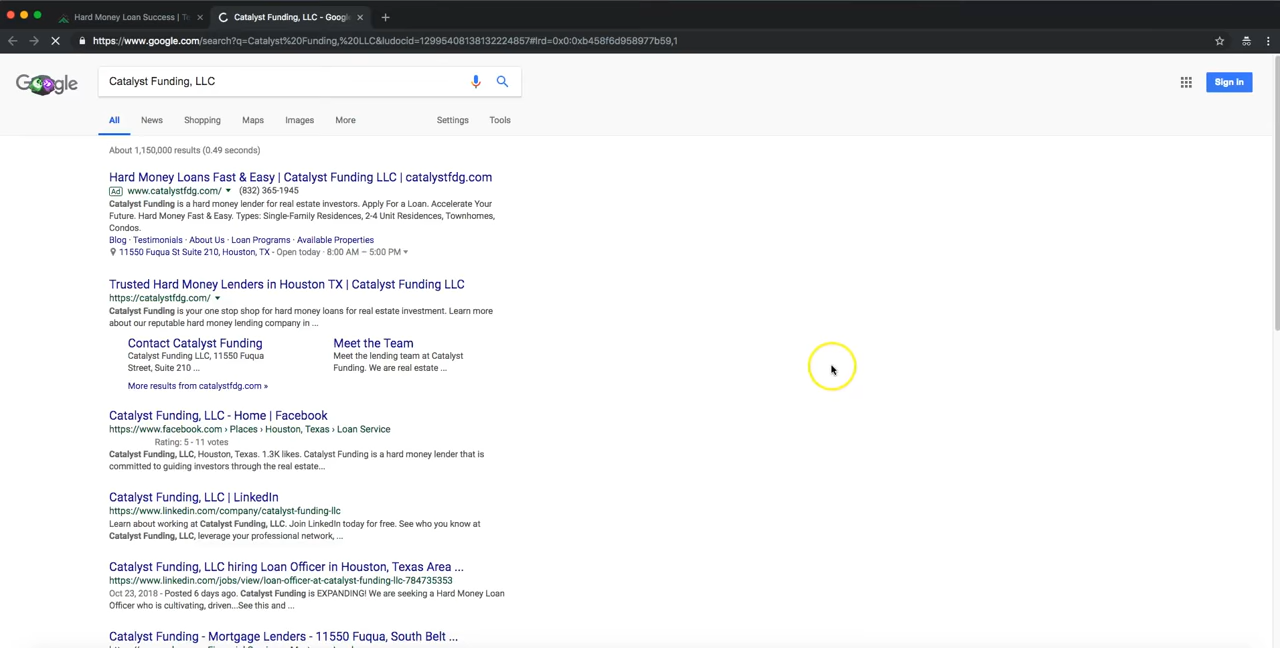 Hard Money Loan Success | T
Catalyst Funding, LLC - Goog
https://www.google.com/search?q=Catalyst%20Funding,%20LLC&ludocid=12995408138132224857#lrd=0x0:0xb458f6d958977b59,1
Google
Catalyst Funding, LLC
Sign in
All News Shopping Maps Images More Settings Tools
About 1,150,000 results (0.49 seconds)
Hard Money Loans Fast & Easy | Catalyst Funding LLC | catalystfdg.com
Ad www.catalystfdg.com/ (832) 365-1945
Catalyst Funding is a hard money lender for real estate investors. Apply For a Loan. Accelerate Your
Future. Hard Money Fast & Easy. Types: Single-Family Residences, 2-4 Unit Residences, Townhomes,
Condos.
Blog · Testimonials · About Us · Loan Programs · Available Properties
11550 Fuqua St Suite 210, Houston, TX - Open today · 8:00 AM – 5:00 PM
Trusted Hard Money Lenders in Houston TX | Catalyst Funding LLC
https://catalystfdg.com/
Catalyst Funding is your one stop shop for hard money loans for real estate investment. Learn more
about our reputable hard money lending company in ...
Contact Catalyst Funding
Catalyst Funding LLC, 11550 Fuqua
Street, Suite 210 ...
Meet the Team
Meet the lending team at Catalyst
Funding. We are real estate ...
More results from catalystfdg.com »
Catalyst Funding, LLC - Home | Facebook
https://www.facebook.com › Places › Houston, Texas › Loan Service
Rating: 5 - 11 votes
Catalyst Funding, LLC, Houston, Texas. 1.3K likes. Catalyst Funding is a hard money lender that is
committed to guiding investors through the real estate...
Catalyst Funding, LLC | LinkedIn
https://www.linkedin.com/company/catalyst-funding-llc
Learn about working at Catalyst Funding, LLC. Join LinkedIn today for free. See who you know at
Catalyst Funding, LLC, leverage your professional network, ...
Catalyst Funding, LLC hiring Loan Officer in Houston, Texas Area ...
https://www.linkedin.com/jobs/view/loan-officer-at-catalyst-funding-llc-784735353
Oct 23, 2018 - Posted 6 days ago. Catalyst Funding is EXPANDING! We are seeking a Hard Money Loan
Officer who is cultivating, driven...See this and ...
Catalyst Funding - Mortgage Lenders - 11550 Fuqua, South Belt ...